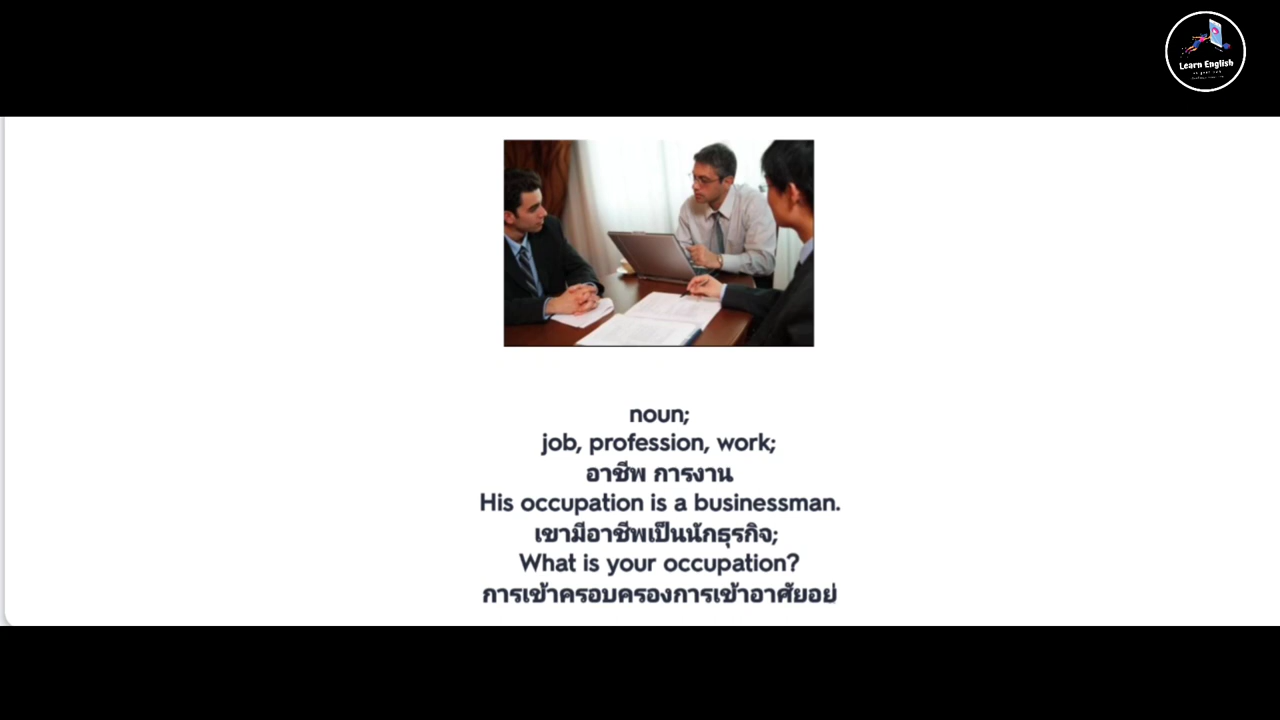 Learn English
noun;
job, profession, work;
อาชีพ การงาน
His occupation is a businessman.
เขามีอาชีพเป็นนักธุรกิจ;
What is your occupation?
การเข้าครอบครองการเข้าอาศัยอยู่